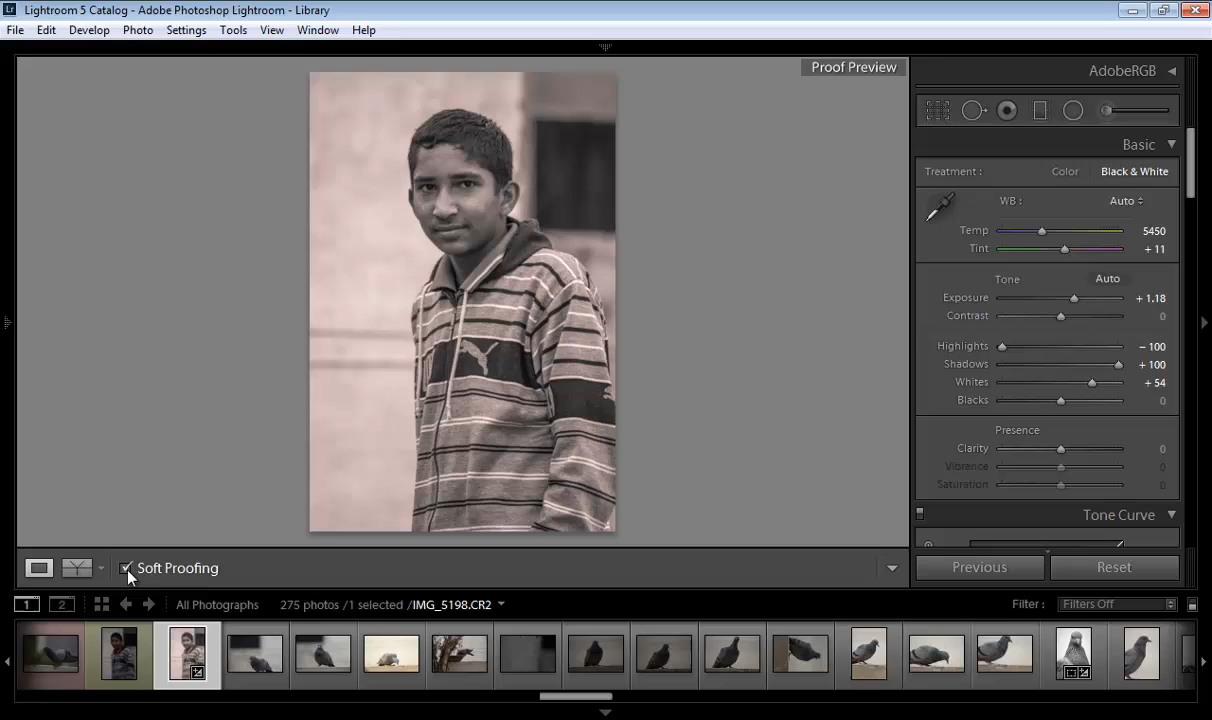 Lr Lightroom 5 Catalog - Adobe Photoshop Lightroom - Library
File Edit Develop Photo Settings Tools View Window Help
Proof Preview
AdobeRGB
Basic
Treatment : Color Black & White
WB : Auto
Temp 5450
Tint + 11
Tone Auto
Exposure + 1.18
Contrast 0
Highlights − 100
Shadows + 100
Whites + 54
Blacks 0
Presence
Clarity 0
Vibrance 0
Saturation 0
Tone Curve
Soft Proofing
Previous Reset
1 2 All Photographs 275 photos /1 selected /IMG_5198.CR2 Filter : Filters Off